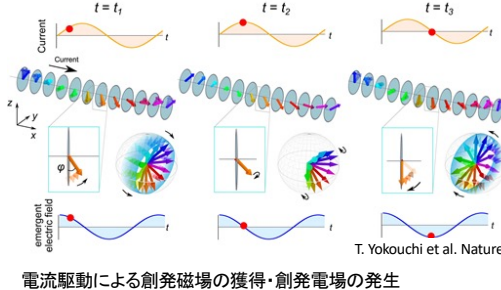 t = t₁
t = t₂
t = t₃
Current
t
t
t
Current
z
y
x
φ
emergent
electric field
t
t
t
T. Yokouchi et al. Nature
電流駆動による創発磁場の獲得・創発電場の発生